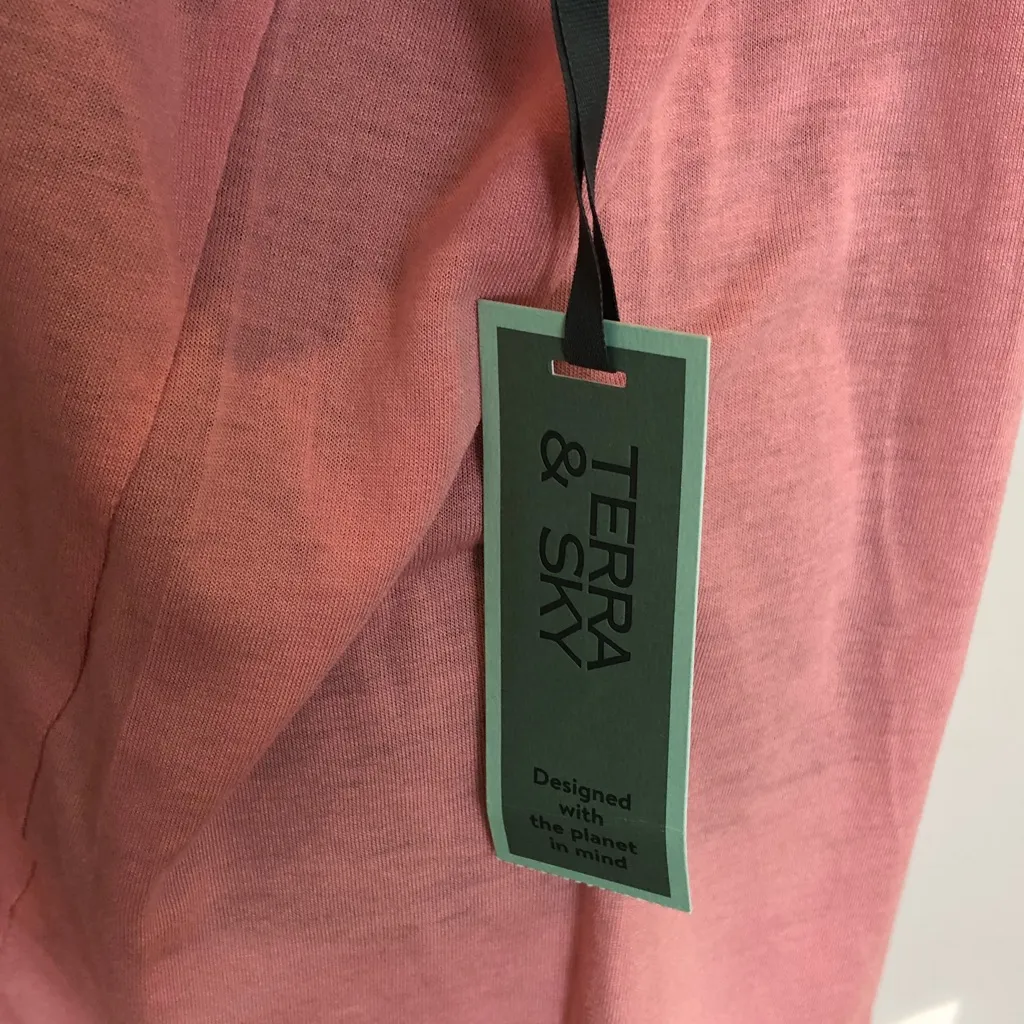 TERRA
& SKY
Designed
with
the planet
in mind